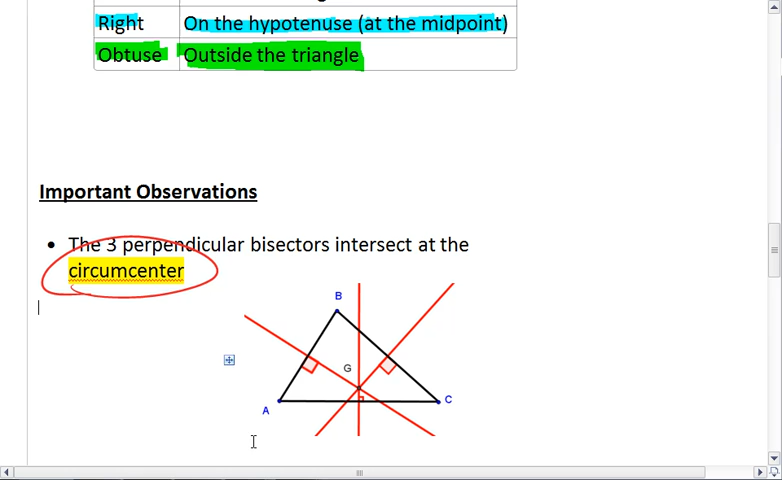 Right On the hypotenuse (at the midpoint)
Obtuse Outside the triangle
Important Observations
• The 3 perpendicular bisectors intersect at the
circumcenter
B
G
A
C